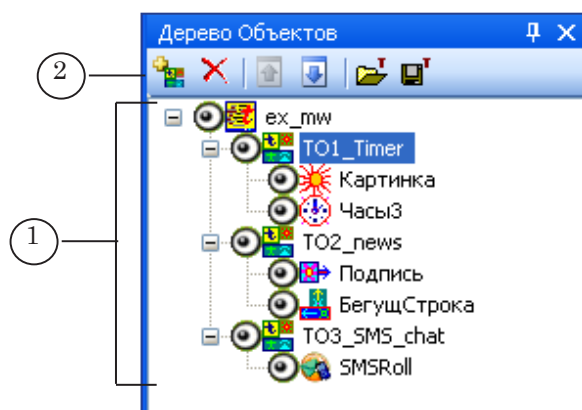 Дерево Объектов
2
ex_mw
TO1_Timer
Картинка
Часы3
TO2_news
1
Подпись
БегущСтрока
TO3_SMS_chat
SMSRoll